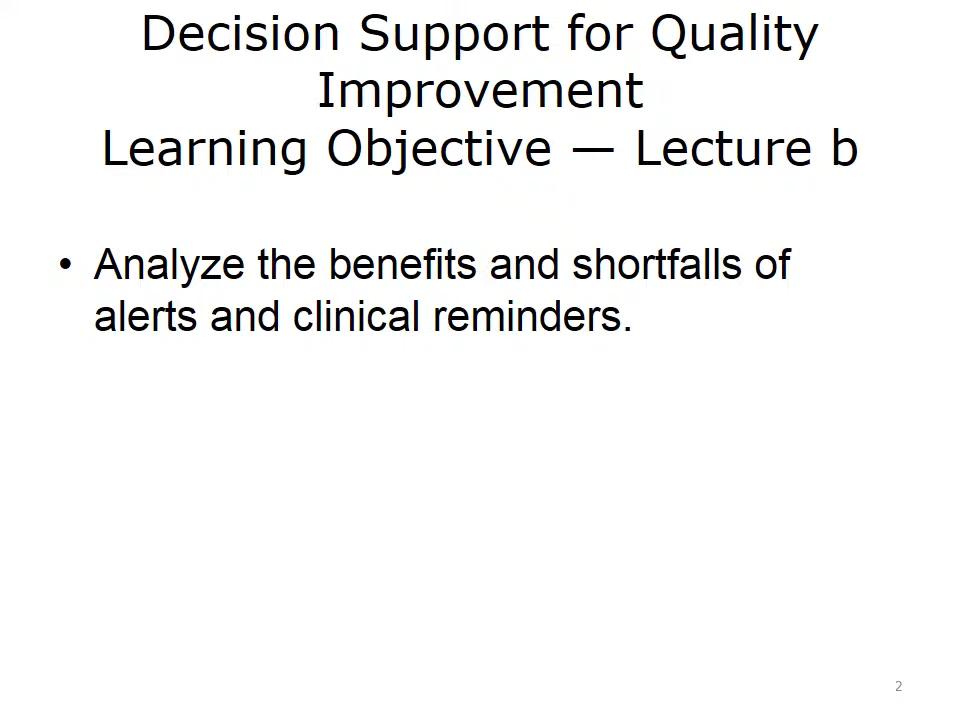 Decision Support for Quality
Improvement
Learning Objective — Lecture b
• Analyze the benefits and shortfalls of
alerts and clinical reminders.
2